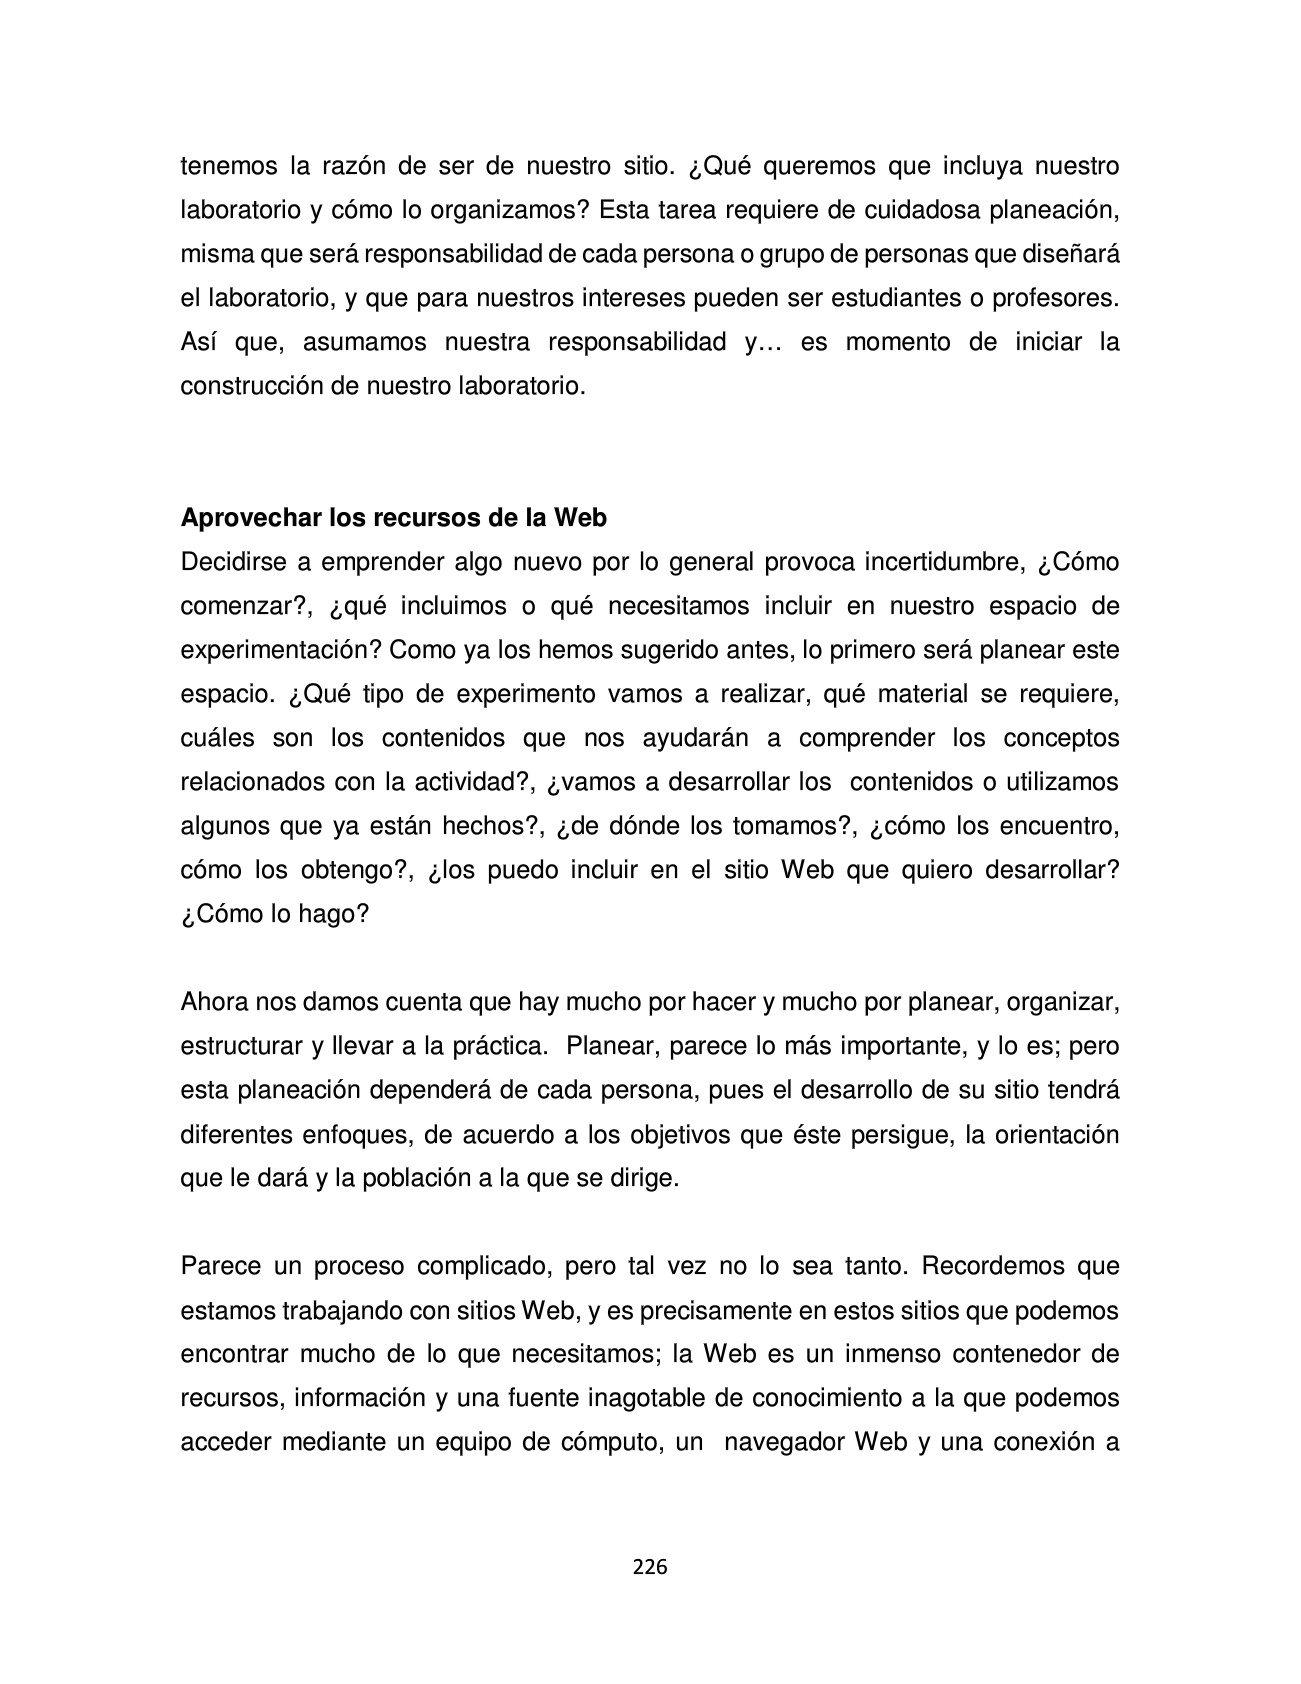 tenemos la razón de ser de nuestro sitio. ¿Qué queremos que incluya nuestro
laboratorio y cómo lo organizamos? Esta tarea requiere de cuidadosa planeación,
misma que será responsabilidad de cada persona o grupo de personas que diseñará
el laboratorio, y que para nuestros intereses pueden ser estudiantes o profesores.
Así que, asumamos nuestra responsabilidad y… es momento de iniciar la
construcción de nuestro laboratorio.
Aprovechar los recursos de la Web
Decidirse a emprender algo nuevo por lo general provoca incertidumbre, ¿Cómo
comenzar?, ¿qué incluimos o qué necesitamos incluir en nuestro espacio de
experimentación? Como ya los hemos sugerido antes, lo primero será planear este
espacio. ¿Qué tipo de experimento vamos a realizar, qué material se requiere,
cuáles son los contenidos que nos ayudarán a comprender los conceptos
relacionados con la actividad?, ¿vamos a desarrollar los  contenidos o utilizamos
algunos que ya están hechos?, ¿de dónde los tomamos?, ¿cómo los encuentro,
cómo los obtengo?, ¿los puedo incluir en el sitio Web que quiero desarrollar?
¿Cómo lo hago?
Ahora nos damos cuenta que hay mucho por hacer y mucho por planear, organizar,
estructurar y llevar a la práctica.  Planear, parece lo más importante, y lo es; pero
esta planeación dependerá de cada persona, pues el desarrollo de su sitio tendrá
diferentes enfoques, de acuerdo a los objetivos que éste persigue, la orientación
que le dará y la población a la que se dirige.
Parece un proceso complicado, pero tal vez no lo sea tanto. Recordemos que
estamos trabajando con sitios Web, y es precisamente en estos sitios que podemos
encontrar mucho de lo que necesitamos; la Web es un inmenso contenedor de
recursos, información y una fuente inagotable de conocimiento a la que podemos
acceder mediante un equipo de cómputo, un  navegador Web y una conexión a
226